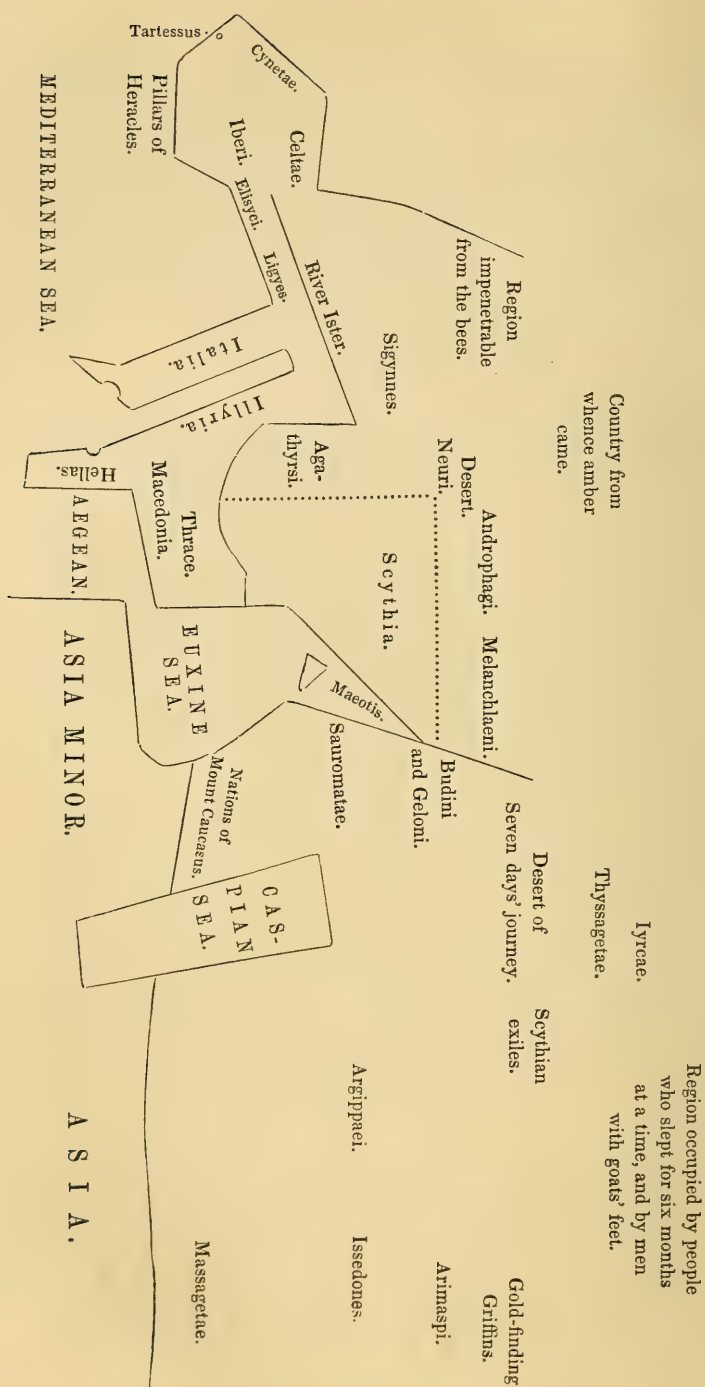 Region occupied by people
who slept for six months
at a time, and by men
with goats' feet.
Country from
whence amber
came.
Iyrcae.
Thyssagetae.
Region
impenetrable
from the bees.
Desert of
Seven days' journey.
Scythian
exiles.
Gold-finding
Griffins.
Androphagi.
Melanchlaeni.
Desert.
Neuri.
Budini
and Geloni.
Arimaspi.
Sigynnes.
Scythia.
Argippaei.
Issedones.
Celtae.
Cynetae.
Tartessus
Iberi.
Elisyci.
Ligyes.
River Ister.
Aga-
thyrsi.
Maeotis.
Sauromatae.
Italia.
Illyria.
Hellas.
Thrace.
Macedonia.
EUXINE
SEA.
Nations of
Mount Caucasus.
CAS-
PIAN
SEA.
Massagetae.
Pillars of
Heracles.
MEDITERRANEAN SEA.
AEGEAN.
ASIA MINOR.
ASIA.